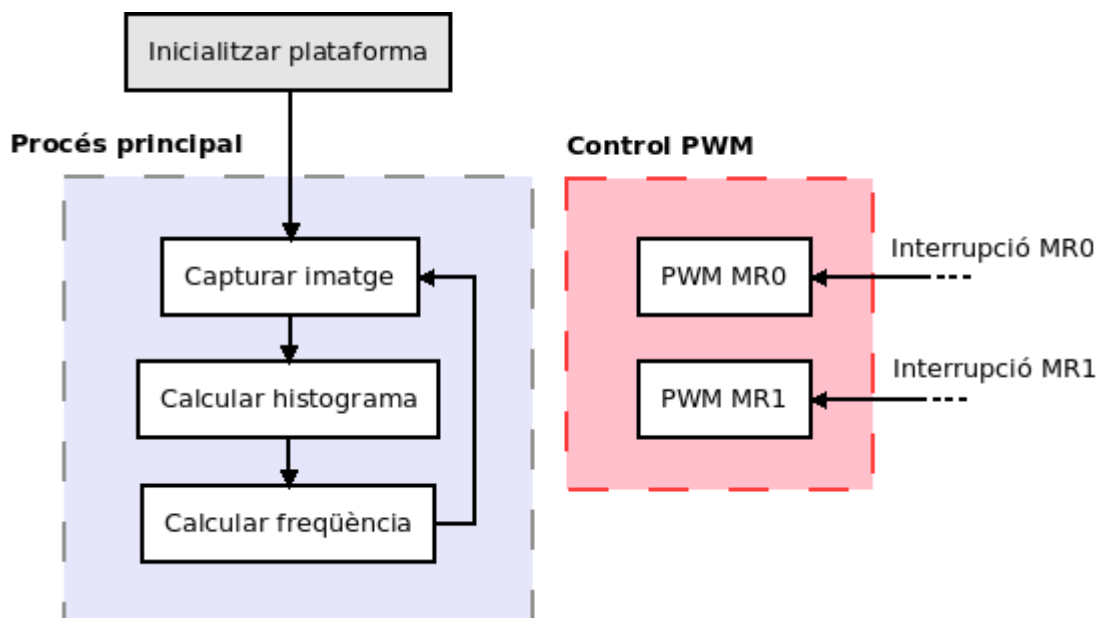 Inicialitzar plataforma
Procés principal
Capturar imatge
Calcular histograma
Calcular freqüència
Control PWM
PWM MR0
Interrupció MR0
PWM MR1
Interrupció MR1